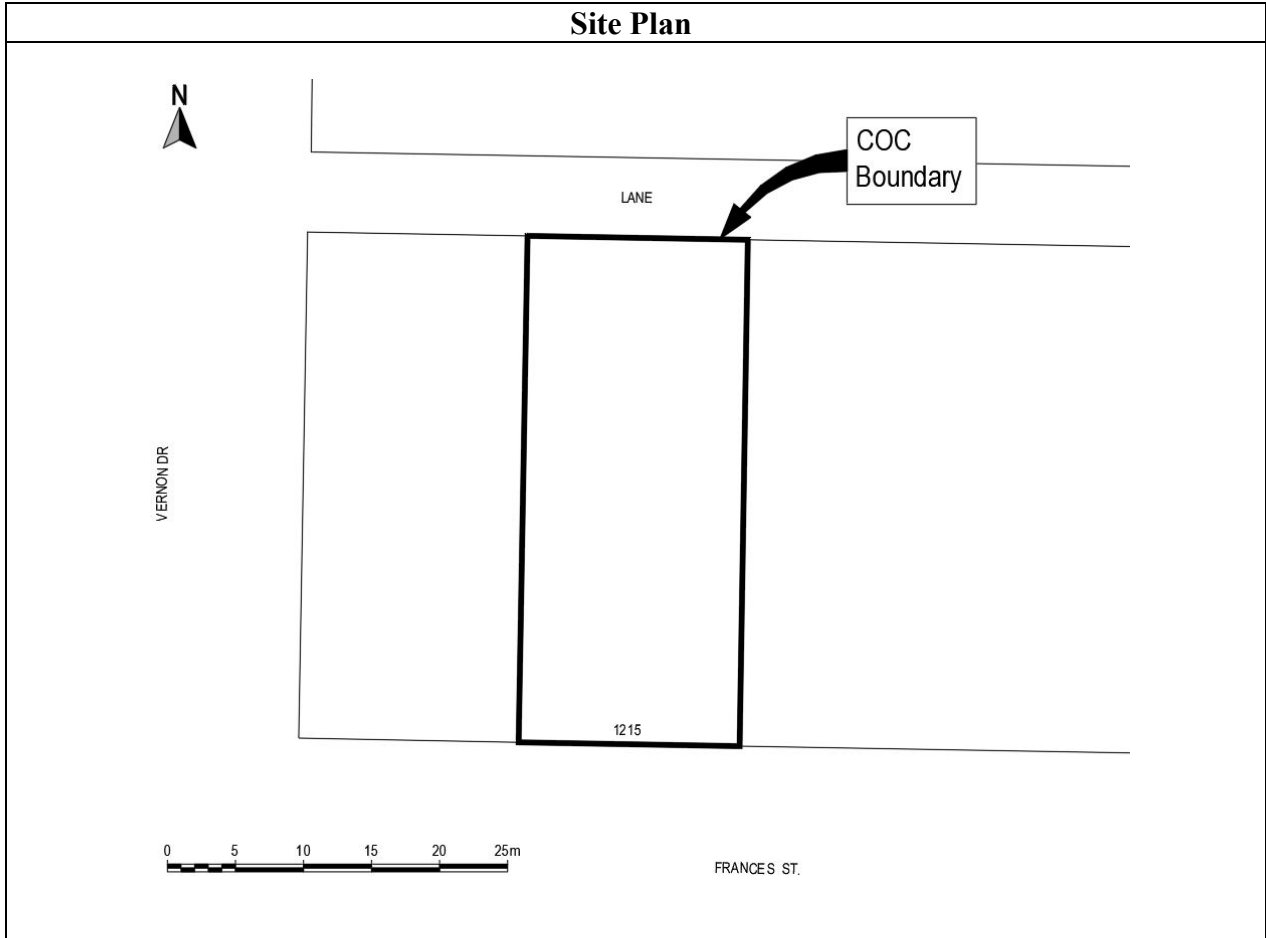 Site Plan
N
COC
Boundary
LANE
VERNON DR
1215
0 5 10 15 20 25m
FRANCES ST.